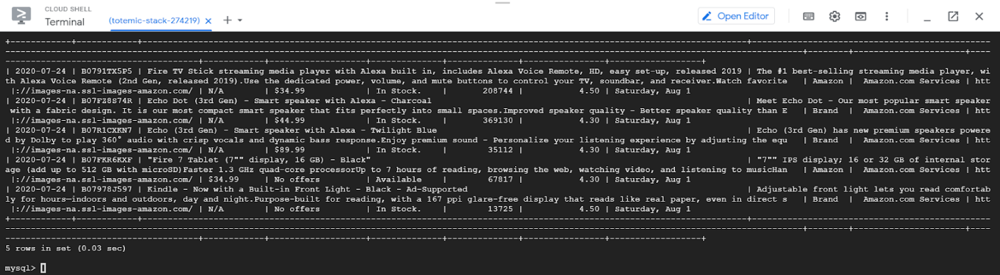 CLOUD SHELL
Terminal
(totemic-stack-274219)
Open Editor
| 2020-07-24 | B0791TX5P5 | Fire TV Stick streaming media player with Alexa built in, includes Alexa Voice Remote, HD, easy set-up, released 2019 | The #1 best-selling streaming media player, wi
th Alexa Voice Remote (2nd Gen, released 2019).Use the dedicated power, volume, and mute buttons to control your TV, soundbar, and receiver.Watch favorite | Amazon | Amazon.com Services | htt
|://images-na.ssl-images-amazon.com/ | N/A | $34.99 | In Stock. | 208744 | 4.50 | Saturday, Aug 1
| 2020-07-24 | B07FZ8S74R | Echo Dot (3rd Gen) - Smart speaker with Alexa - Charcoal | Meet Echo Dot - Our most popular smart speaker
with a fabric design. It is our most compact smart speaker that fits perfectly into small spaces.Improved speaker quality - Better speaker quality than E | Brand | Amazon.com Services | htt
|://images-na.ssl-images-amazon.com/ | N/A | $44.99 | In Stock. | 369130 | 4.30 | Saturday, Aug 1
| 2020-07-24 | B07R1CXKN7 | Echo (3rd Gen) - Smart speaker with Alexa - Twilight Blue | Echo (3rd Gen) has new premium speakers powere
d by Dolby to play 360° audio with crisp vocals and dynamic bass response.Enjoy premium sound - Personalize your listening experience by adjusting the equ | Brand | Amazon.com Services | htt
|://images-na.ssl-images-amazon.com/ | N/A | $89.99 | In Stock. | 35112 | 4.30 | Saturday, Aug 1
| 2020-07-24 | B07FKR6KXF | "Fire 7 Tablet (7"" display, 16 GB) - Black" | "7"" IPS display; 16 or 32 GB of internal stor
age (add up to 512 GB with microSD)Faster 1.3 GHz quad-core processorUp to 7 hours of reading, browsing the web, watching video, and listening to musicHan | Amazon | Amazon.com Services | htt
|://images-na.ssl-images-amazon.com/ | $34.99 | No offers | Available | 67817 | 4.30 | Saturday, Aug 1
| 2020-07-24 | B07978J597 | Kindle - Now with a Built-in Front Light - Black - Ad-Supported | Adjustable front light lets you read comfortab
ly for hours—indoors and outdoors, day and night.Purpose-built for reading, with a 167 ppi glare-free display that reads like real paper, even in direct s | Brand | Amazon.com Services | htt
|://images-na.ssl-images-amazon.com/ | N/A | No offers | In Stock. | 13725 | 4.50 | Saturday, Aug 1
5 rows in set (0.03 sec)
mysql>